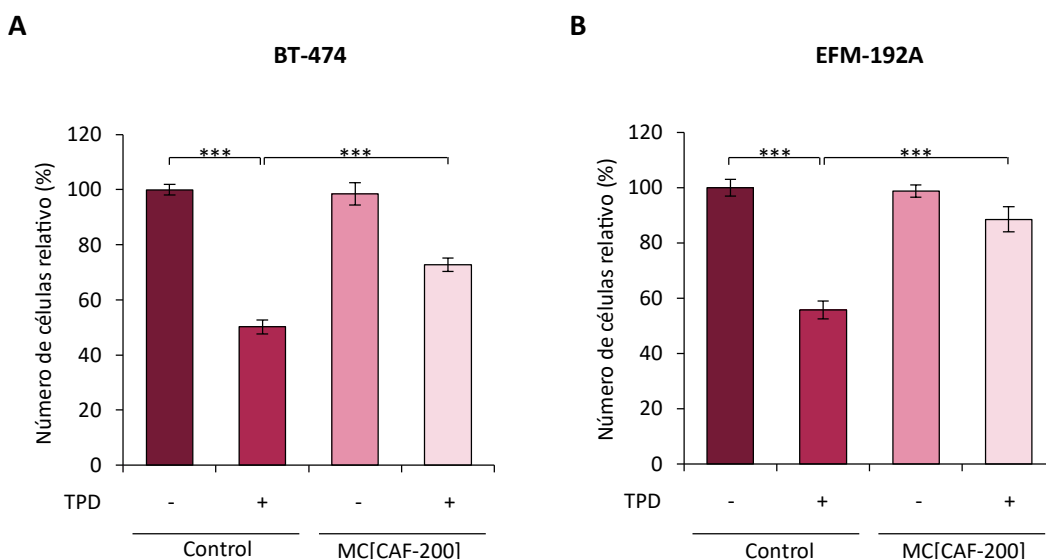 A
BT-474
Número de células relativo (%)
120
100
80
60
40
20
0
***
***
TPD - + - +
Control MC[CAF-200]
B
EFM-192A
Número de células relativo (%)
120
100
80
60
40
20
0
***
***
TPD - + - +
Control MC[CAF-200]